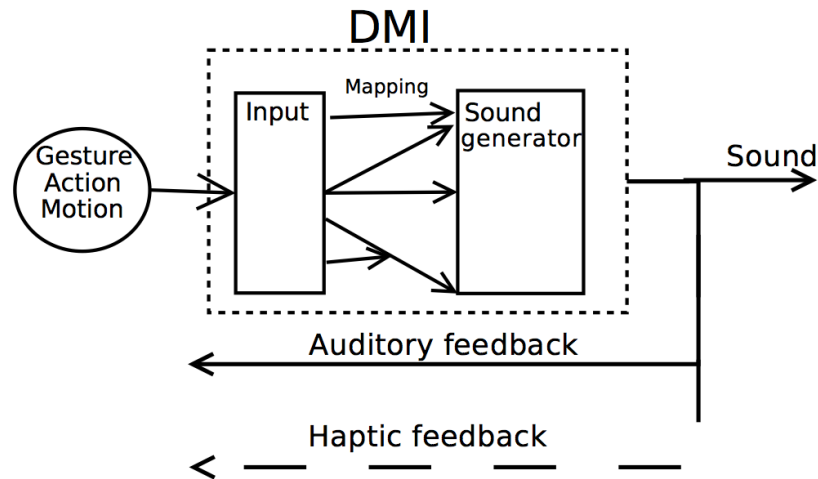 DMI
Mapping
Input
Sound
generator
Gesture
Action
Motion
Sound
Auditory feedback
Haptic feedback